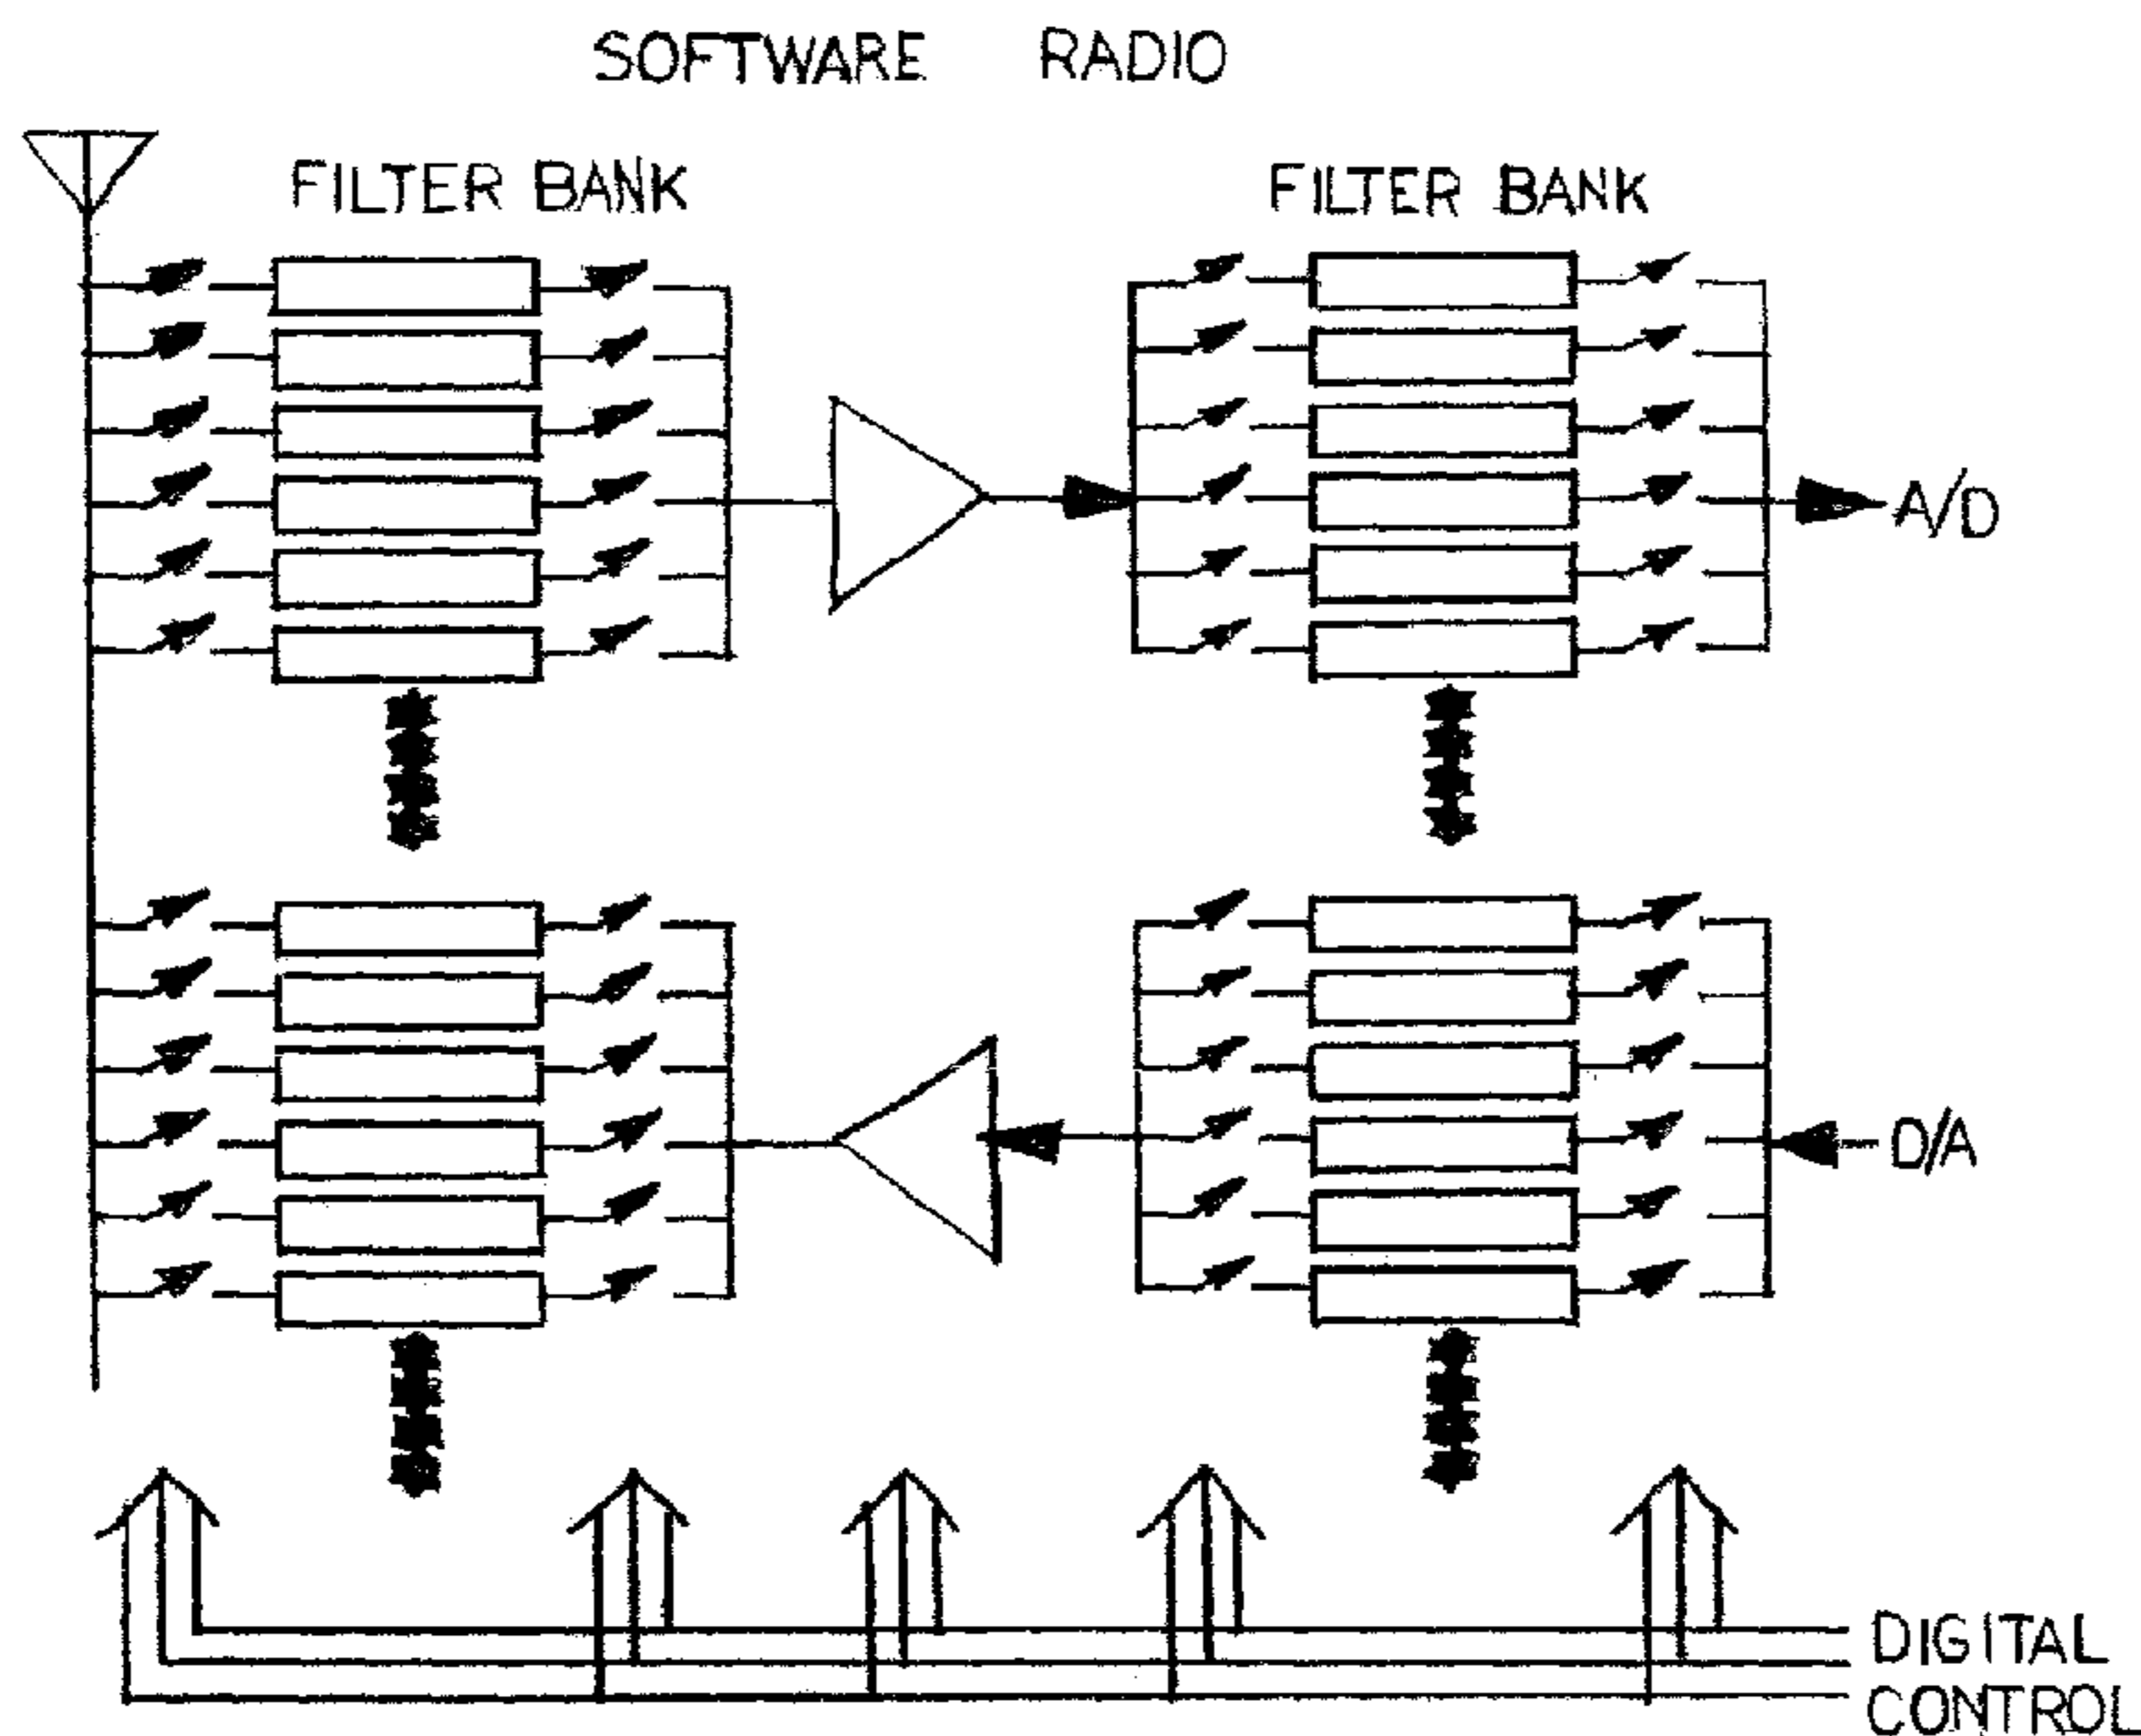 SOFTWARE RADIO
FILTER BANK
FILTER BANK
A/D
D/A
DIGITAL
CONTROL